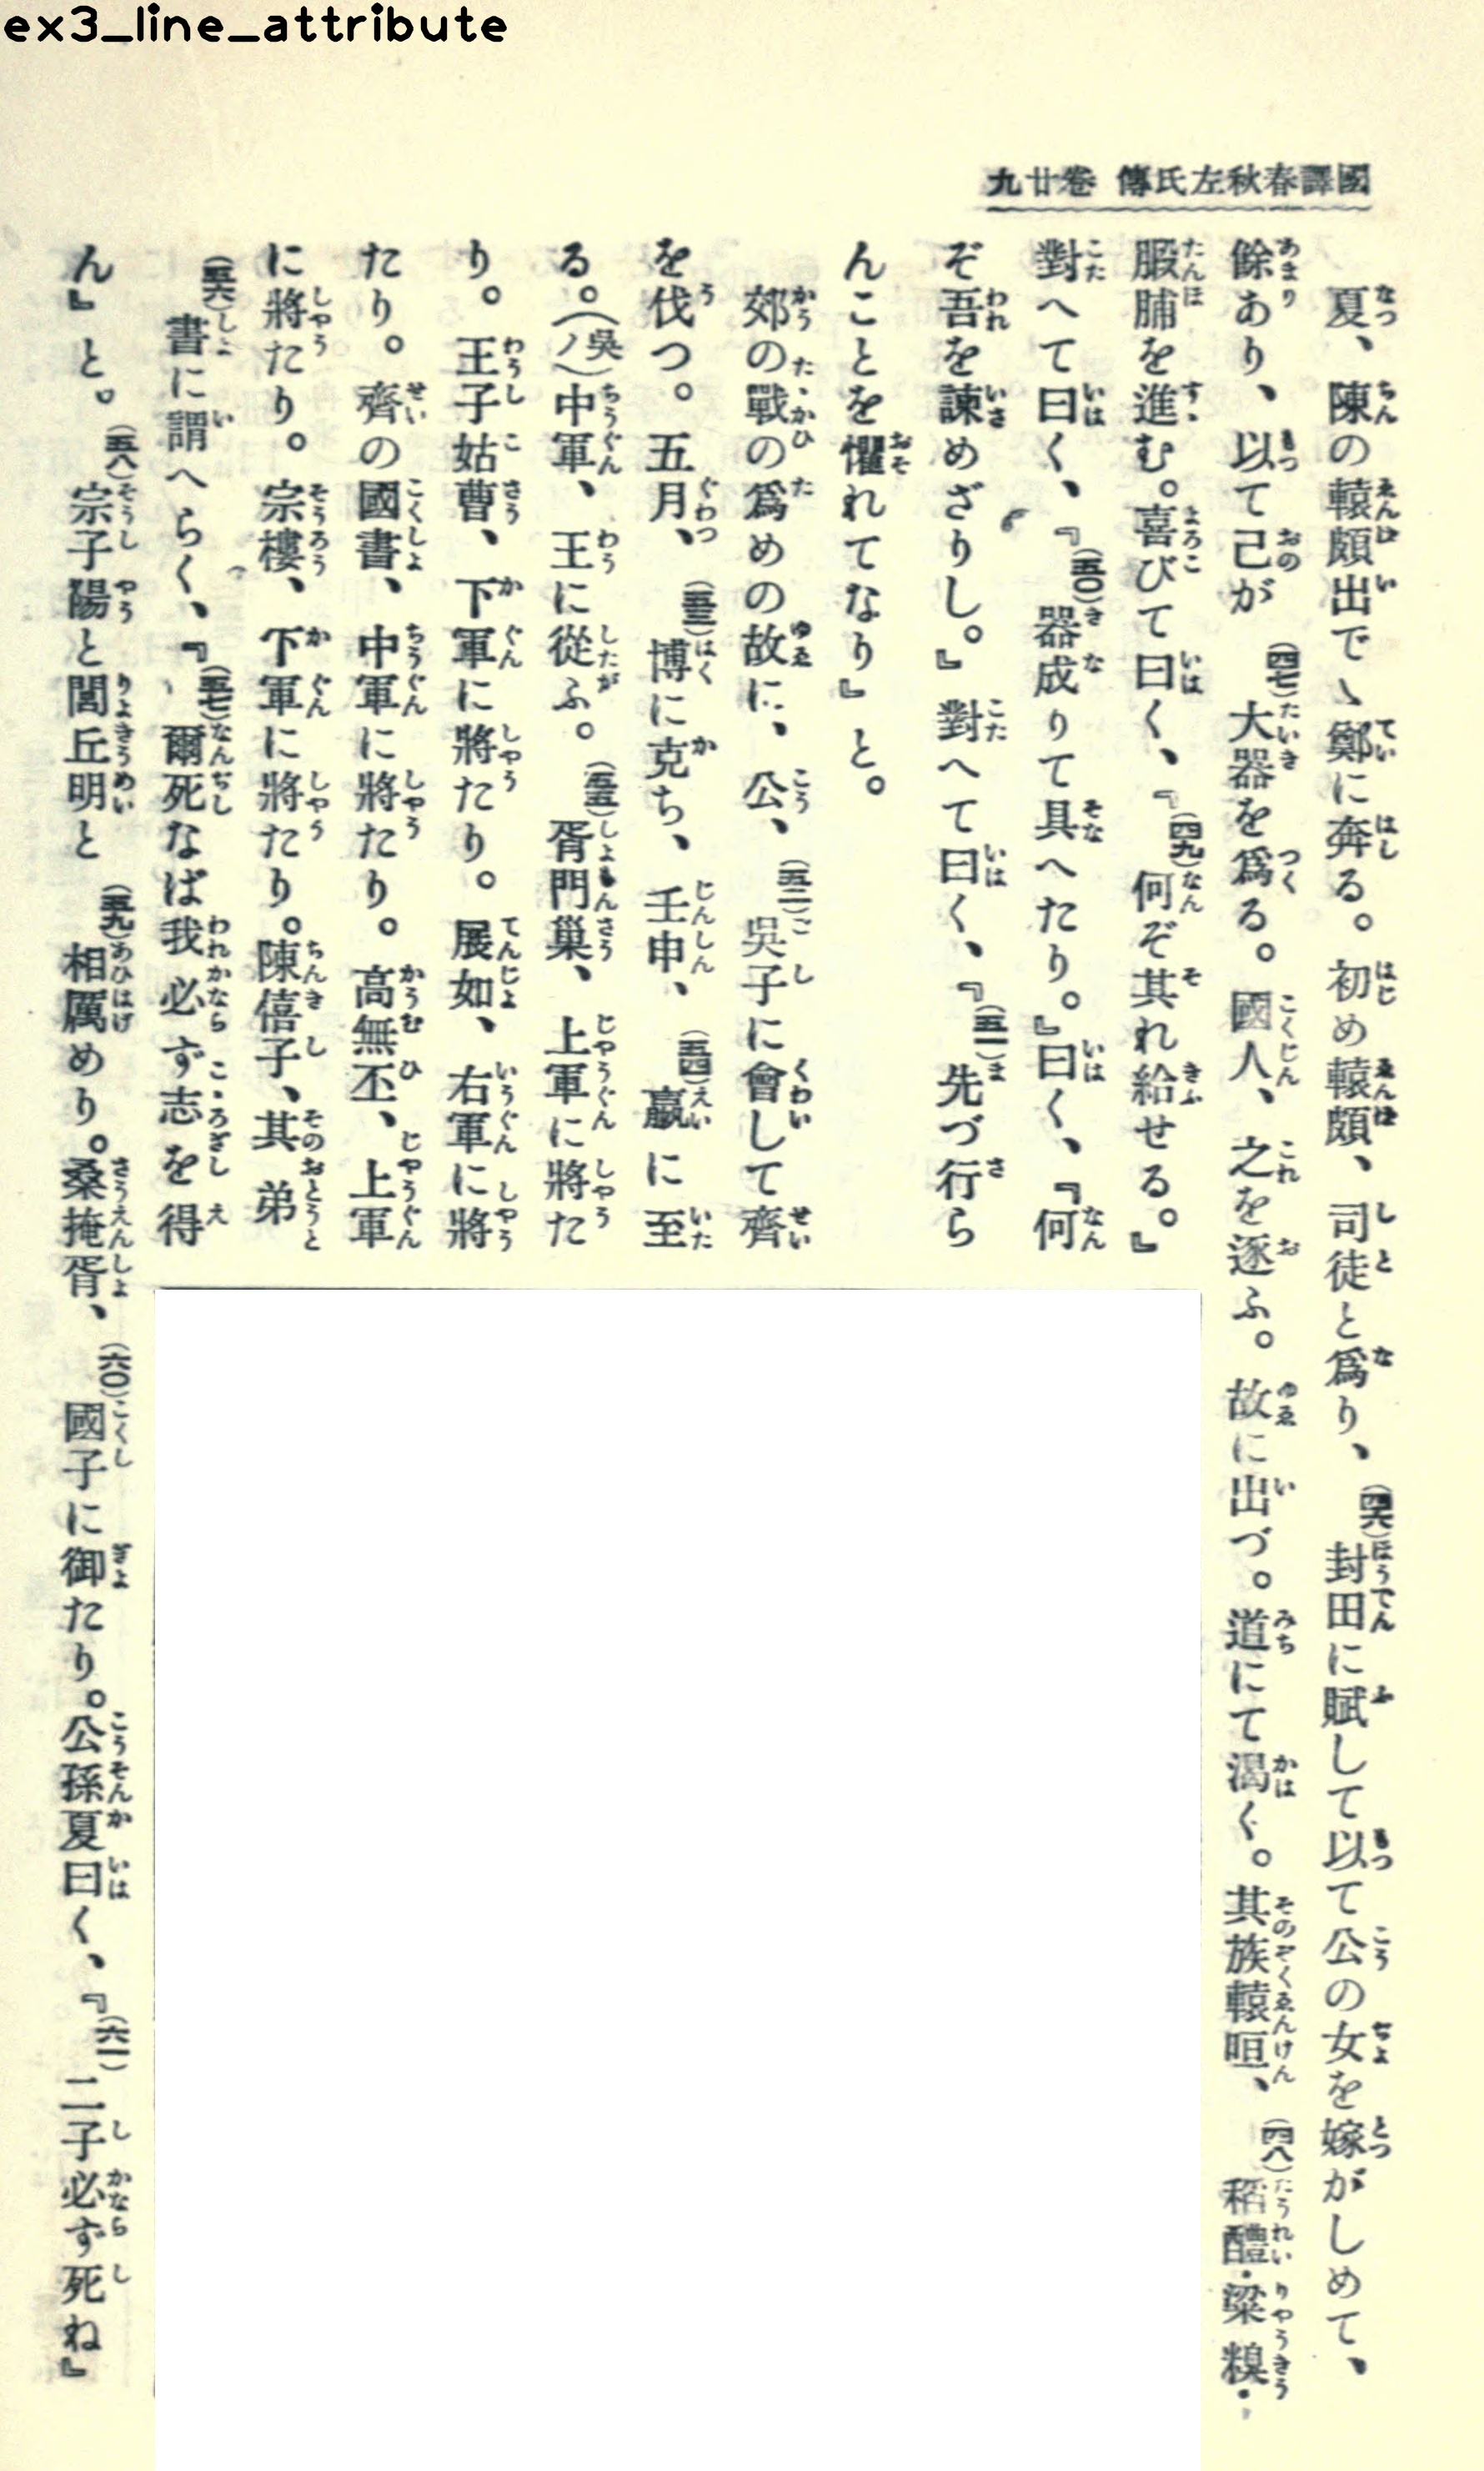 ex3_line_attribute
國譯春秋左氏傳 卷廿九
夏、陳の轅頗出でゝ鄭に奔る。初め轅頗、司徒と爲り、(四六)封田に賦して以て公の女を嫁がしめて、
餘あり、以て己が(四七)大器を爲る。國人、之を逐ふ。故に出づ。道にて渴く。其族轅咺、(四八)稻醴・粱糗・
腶脯を進む。喜びて曰く、『(四九)何ぞ其れ給せる。』
對へて曰く、『(五〇)器成りて具へたり。』曰く、『何
ぞ吾を諫めざりし。』對へて曰く、『(五一)先づ行ら
んことを懼れてなり』と。
郊の戰の爲めの故に、公、(五二)吳子に會して齊
を伐つ。五月、(五三)博に克ち、壬申、(五四)嬴に至
る。(吳ノ)中軍、王に從ふ。(五五)胥門巢、上軍に將た
り。王子姑曹、下軍に將たり。展如、右軍に將
たり。齊の國書、中軍に將たり。高無丕、上軍
に將たり。宗樓、下軍に將たり。陳僖子、其弟
(五六)書に謂へらく、『(五七)爾死なば我必ず志を得
ん』と。(五八)宗子陽と閭丘明と(五九)相厲めり。桑掩胥、(六〇)國子に御たり。公孫夏曰く、『(六一)二子必ず死ね』